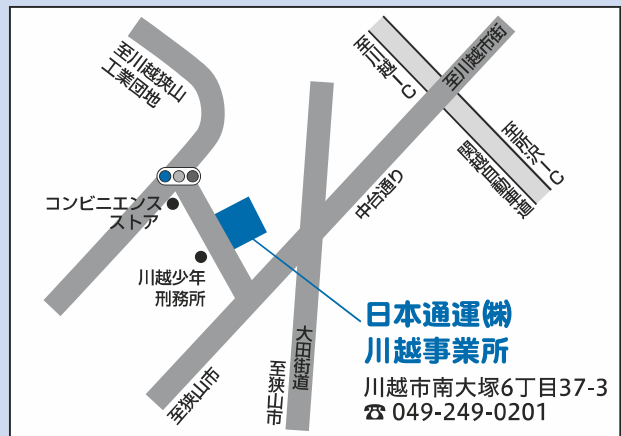 至川越狭山
工業団地
至川越IC
至川越市街
至所沢IC
関越自動車道
中台通り
コンビニエンス
ストア
川越少年
刑務所
日本通運㈱
川越事業所
川越市南大塚6丁目37-3
☎ 049-249-0201
大田街道
至狭山市
至狭山市